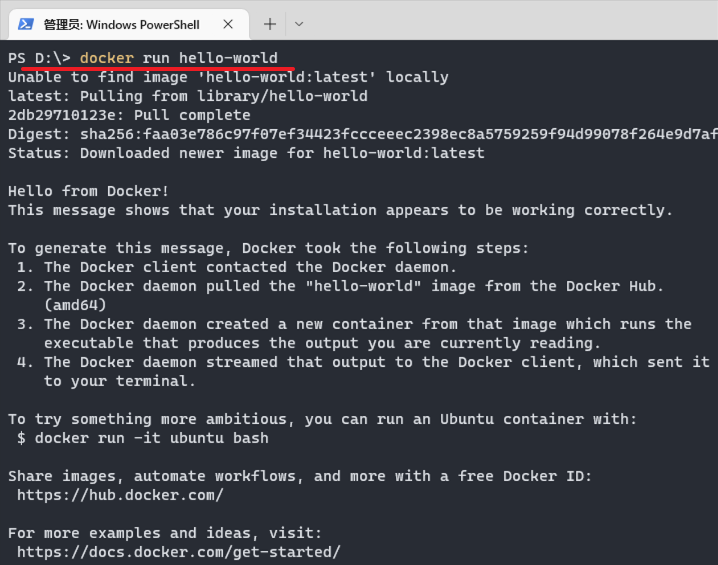 管理员: Windows PowerShell
PS D:\> docker run hello-world
Unable to find image 'hello-world:latest' locally
latest: Pulling from library/hello-world
2db29710123e: Pull complete
Digest: sha256:faa03e786c97f07ef34423fccceeec2398ec8a5759259f94d99078f264e9d7af
Status: Downloaded newer image for hello-world:latest
Hello from Docker!
This message shows that your installation appears to be working correctly.
To generate this message, Docker took the following steps:
1. The Docker client contacted the Docker daemon.
2. The Docker daemon pulled the "hello-world" image from the Docker Hub.
(amd64)
3. The Docker daemon created a new container from that image which runs the
executable that produces the output you are currently reading.
4. The Docker daemon streamed that output to the Docker client, which sent it
to your terminal.
To try something more ambitious, you can run an Ubuntu container with:
$ docker run -it ubuntu bash
Share images, automate workflows, and more with a free Docker ID:
https://hub.docker.com/
For more examples and ideas, visit:
https://docs.docker.com/get-started/